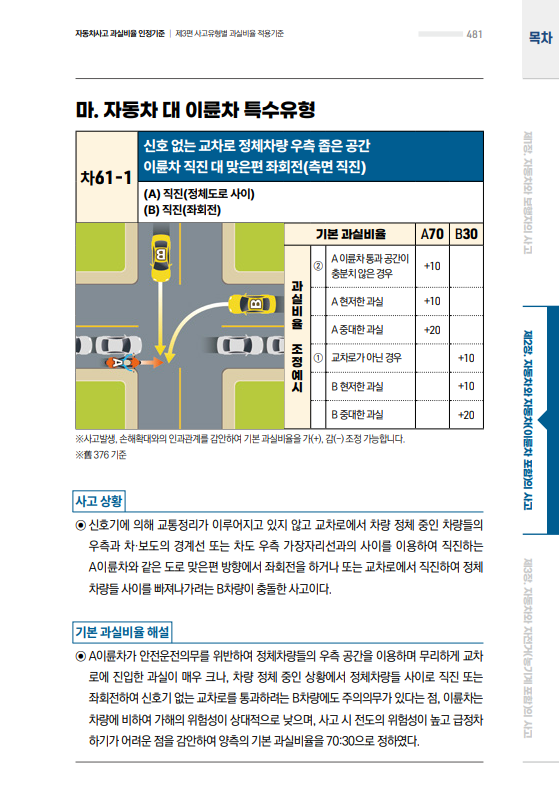 자동차사고 과실비율 인정기준 | 제3편 사고유형별 과실비율 적용기준
481
목차
마. 자동차 대 이륜차 특수유형
차61-1
신호 없는 교차로 정체차량 우측 좁은 공간
이륜차 직진 대 맞은편 좌회전(측면 직진)
(A) 직진(정체도로 사이)
(B) 직진(좌회전)
기본 과실비율 A70 B30
과실비율 조정예시
② A 이륜차 통과 공간이
충분치 않은 경우 +10
A 현저한 과실 +10
A 중대한 과실 +20
① 교차로가 아닌 경우 +10
B 현저한 과실 +10
B 중대한 과실 +20
B
B
A
※사고발생, 손해확대와의 인과관계를 감안하여 기본 과실비율을 가(+), 감(-) 조정 가능합니다.
※舊 376 기준
사고 상황
⊙ 신호기에 의해 교통정리가 이루어지고 있지 않고 교차로에서 차량 정체 중인 차량들의
우측과 차·보도의 경계선 또는 차도 우측 가장자리선과의 사이를 이용하여 직진하는
A이륜차와 같은 도로 맞은편 방향에서 좌회전을 하거나 또는 교차로에서 직진하여 정체
차량들 사이를 빠져나가려는 B차량이 충돌한 사고이다.
기본 과실비율 해설
⊙ A이륜차가 안전운전의무를 위반하여 정체차량들의 우측 공간을 이용하며 무리하게 교차
로에 진입한 과실이 매우 크나, 차량 정체 중인 상황에서 정체차량들 사이로 직진 또는
좌회전하여 신호기 없는 교차로를 통과하려는 B차량에도 주의의무가 있다는 점, 이륜차는
차량에 비하여 가해의 위험성이 상대적으로 낮으며, 사고 시 전도의 위험성이 높고 급정차
하기가 어려운 점을 감안하여 양측의 기본 과실비율을 70:30으로 정하였다.
제1장. 자동차와 보행자의 사고
제2장. 자동차와 자동차(이륜차 포함)의 사고
제3장. 자동차와 자전거(농기계 포함)의 사고